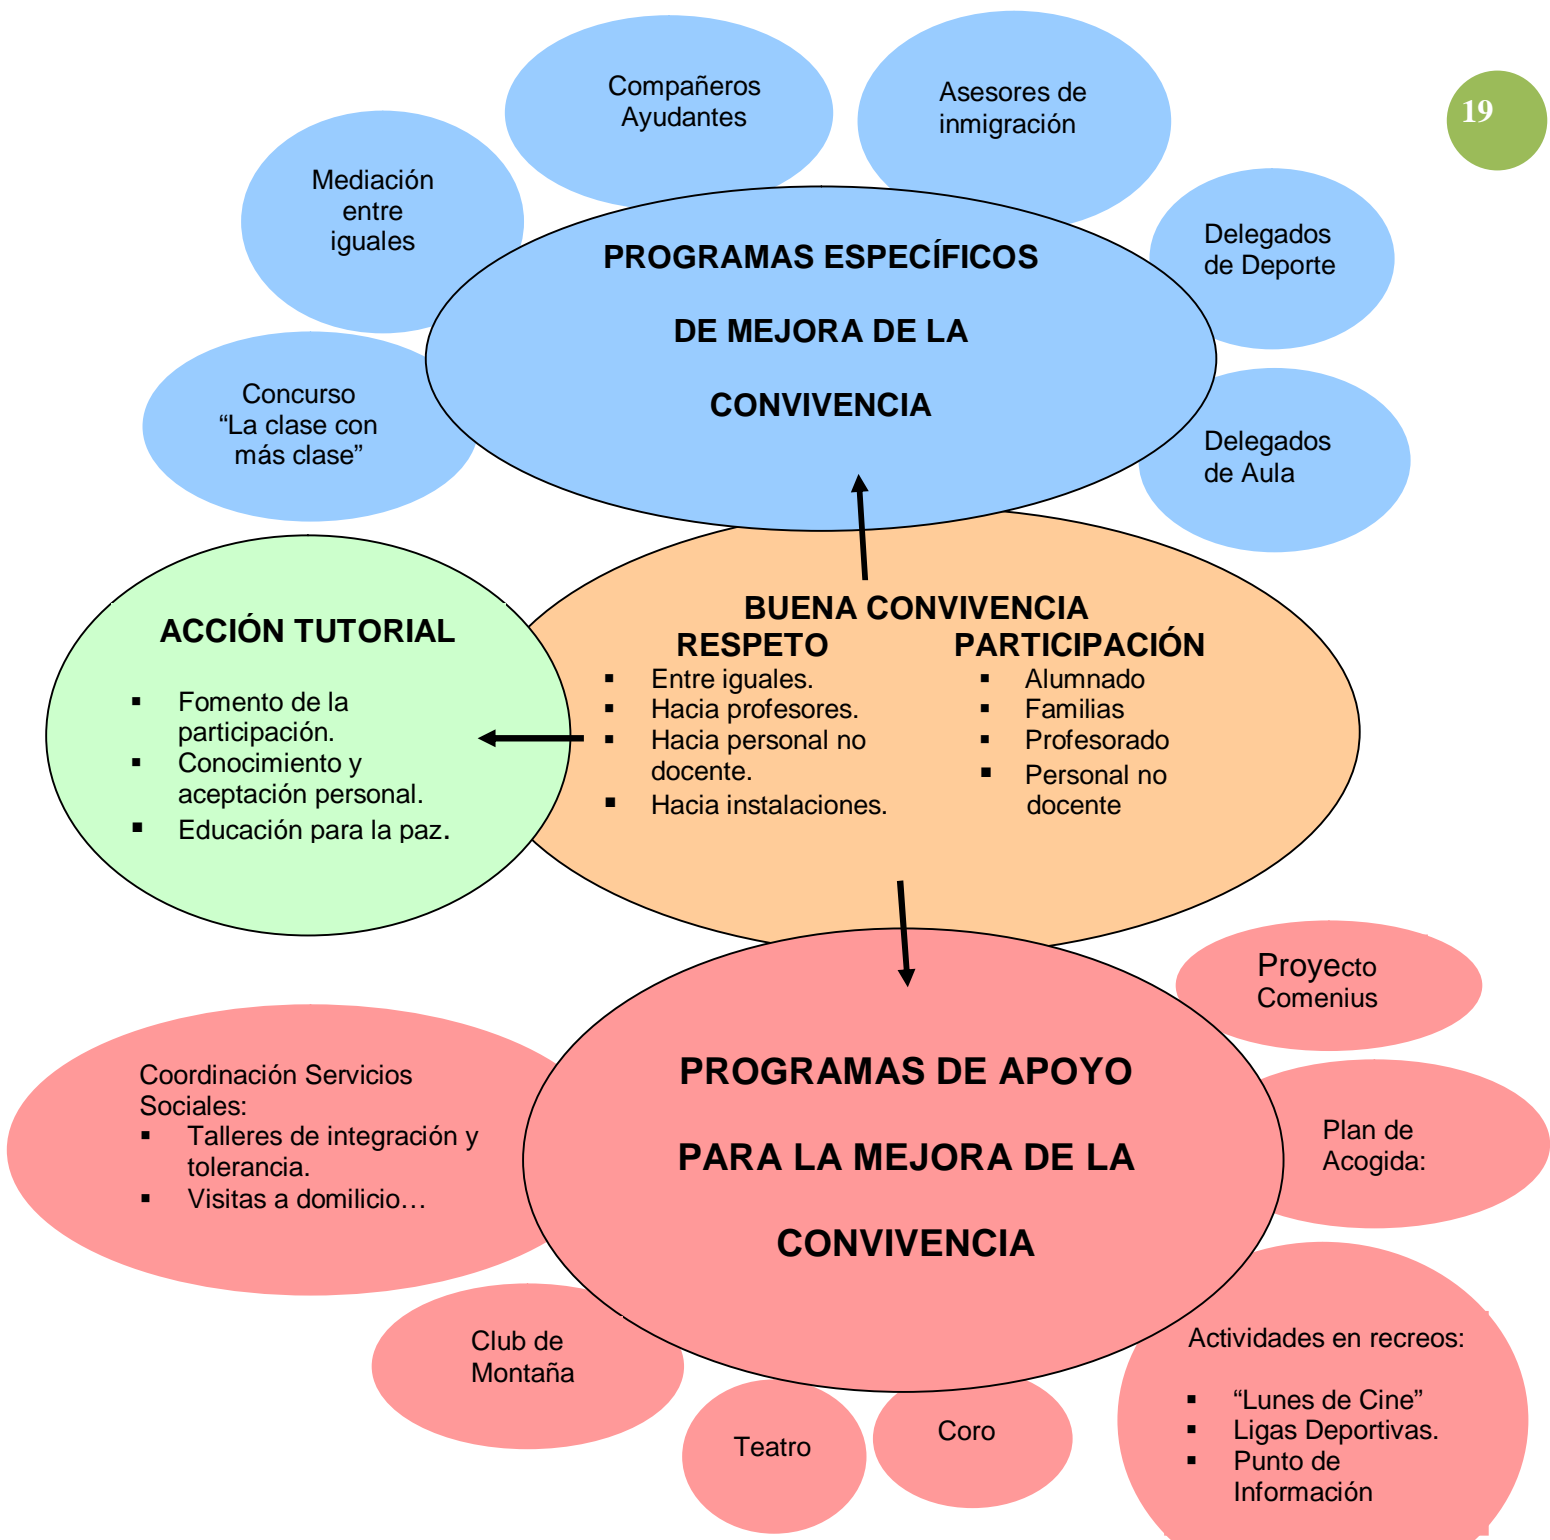 19
Compañeros
Ayudantes
Asesores de
inmigración
Mediación
entre
iguales
Delegados
de Deporte
PROGRAMAS ESPECÍFICOS
DE MEJORA DE LA
CONVIVENCIA
Concurso
“La clase con
más clase”
Delegados
de Aula
ACCIÓN TUTORIAL
▪ Fomento de la
participación.
▪ Conocimiento y
aceptación personal.
▪ Educación para la paz.
BUENA CONVIVENCIA
RESPETO
▪ Entre iguales.
▪ Hacia profesores.
▪ Hacia personal no
docente.
▪ Hacia instalaciones.
PARTICIPACIÓN
▪ Alumnado
▪ Familias
▪ Profesorado
▪ Personal no
docente
Proyecto
Comenius
Coordinación Servicios
Sociales:
▪ Talleres de integración y
tolerancia.
▪ Visitas a domilicio…
PROGRAMAS DE APOYO
PARA LA MEJORA DE LA
CONVIVENCIA
Plan de
Acogida:
Club de
Montaña
Teatro
Coro
Actividades en recreos:
▪ “Lunes de Cine”
▪ Ligas Deportivas.
▪ Punto de
Información